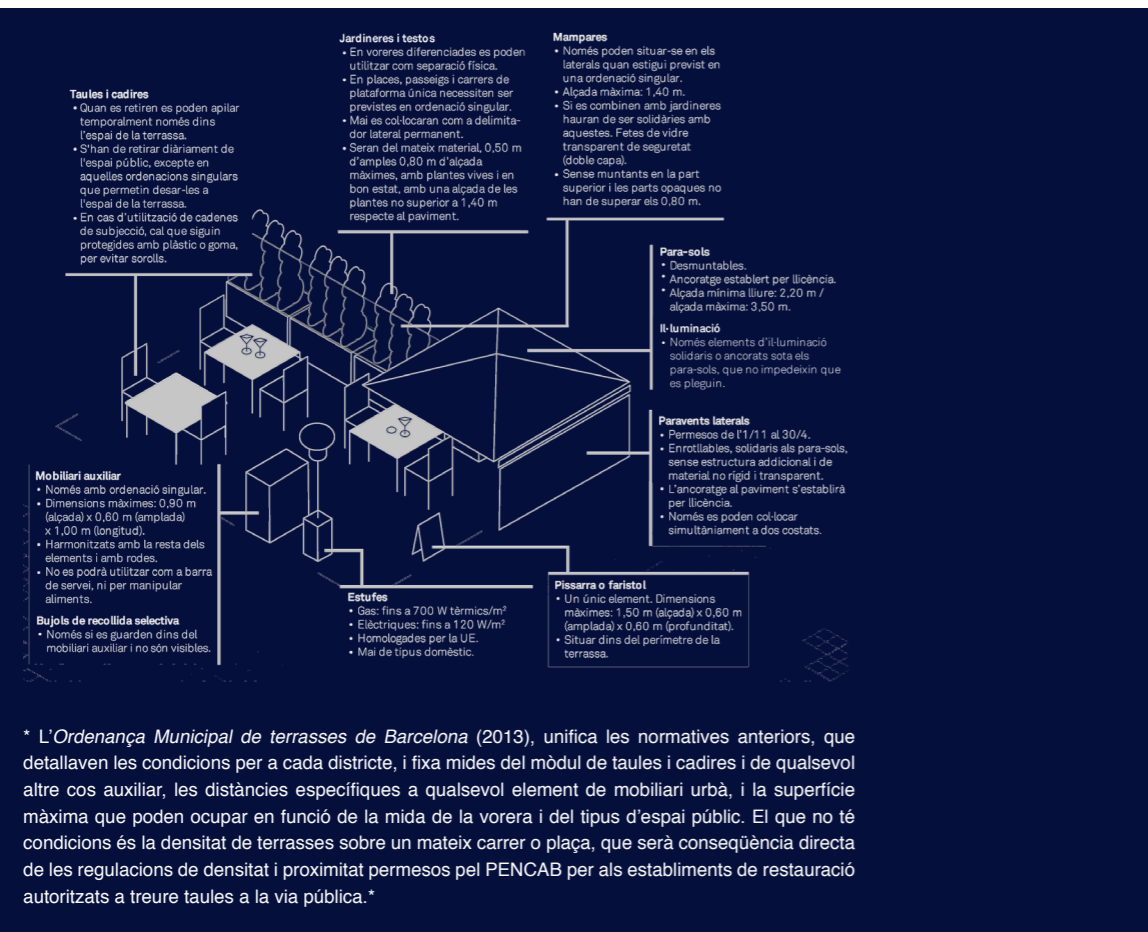 Taules i cadires
• Quan es retiren es poden apilar
temporalment només dins
l'espai de la terrassa.
• S'han de retirar diàriament de
l'espai públic, excepte en
aquelles ordenacions singulars
que permetin desar-les a
l'espai de la terrassa.
• En cas d'utilització de cadenes
de subjecció, cal que siguin
protegides amb plàstic o goma,
per evitar sorolls.
Jardineres i testos
• En voreres diferenciades es poden
utilitzar com separació física.
• En places, passeigs i carrers de
plataforma única necessiten ser
previstes en ordenació singular.
• Mai es col·locaran com a delimita-
dor lateral permanent.
• Seran del mateix material, 0,50 m
d'amples 0,80 m d'alçada
màximes, amb plantes vives i en
bon estat, amb una alçada de les
plantes no superior a 1,40 m
respecte al paviment.
Mampares
• Només poden situar-se en els
laterals quan estigui previst en
una ordenació singular.
• Alçada màxima: 1,40 m.
• Si es combinen amb jardineres
hauran de ser solidàries amb
aquestes. Fetes de vidre
transparent de seguretat
(doble capa).
• Sense muntants en la part
superior i les parts opaques no
han de superar els 0,80 m.
Para-sols
• Desmuntables.
• Ancoratge establert per llicència.
• Alçada mínima lliure: 2,20 m /
alçada màxima: 3,50 m.
Il·luminació
• Només elements d'il·luminació
solidaris o ancorats sota els
para-sols, que no impedeixin que
es pleguin.
Paravents laterals
• Permesos de l'1/11 al 30/4.
• Enrotllables, solidaris als para-sols,
sense estructura addicional i de
material no rígid i transparent.
• L'ancoratge al paviment s'establirà
per llicència.
• Només es poden col·locar
simultàniament a dos costats.
Mobiliari auxiliar
• Només amb ordenació singular.
• Dimensions màximes: 0,90 m
(alçada) x 0,60 m (amplada)
x 1,00 m (longitud).
• Harmonitzats amb la resta dels
elements i amb rodes.
• No es podrà utilitzar com a barra
de servei, ni per manipular
aliments.
Bujols de recollida selectiva
• Només si es guarden dins del
mobiliari auxiliar i no són visibles.
Estufes
• Gas: fins a 700 W tèrmics/m²
• Elèctriques: fins a 120 W/m²
• Homologades per la UE.
• Mai de tipus domèstic.
Pissarra o faristol
• Un únic element. Dimensions
màximes: 1,50 m (alçada) x 0,60 m
(amplada) x 0,60 m (profunditat).
• Situar dins del perímetre de la
terrassa.
* L'Ordenança Municipal de terrasses de Barcelona (2013), unifica les normatives anteriors, que
detallaven les condicions per a cada districte, i fixa mides del mòdul de taules i cadires i de qualsevol
altre cos auxiliar, les distàncies específiques a qualsevol element de mobiliari urbà, i la superfície
màxima que poden ocupar en funció de la mida de la vorera i del tipus d'espai públic. El que no té
condicions és la densitat de terrasses sobre un mateix carrer o plaça, que serà conseqüència directa
de les regulacions de densitat i proximitat permesos pel PENCAB per als establiments de restauració
autoritzats a treure taules a la via pública.*